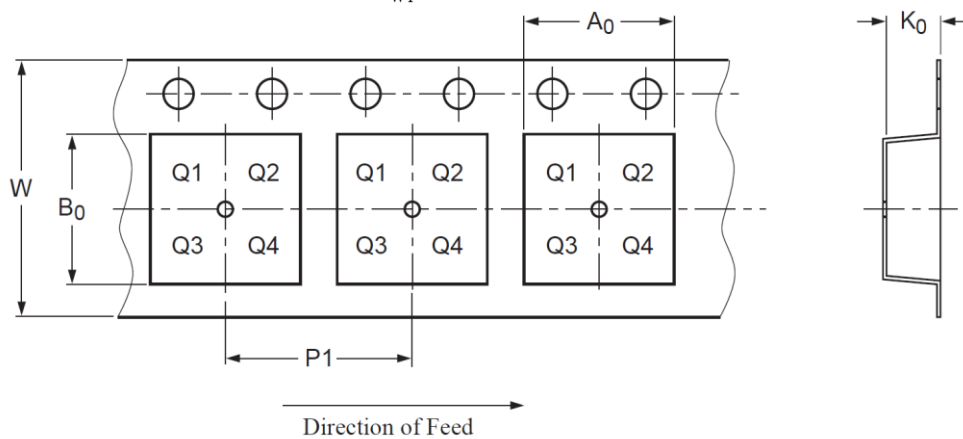 W1
A0
K0
Q1 Q2 Q1 Q2 Q1 Q2
W
B0
Q3 Q4 Q3 Q4 Q3 Q4
P1
Direction of Feed